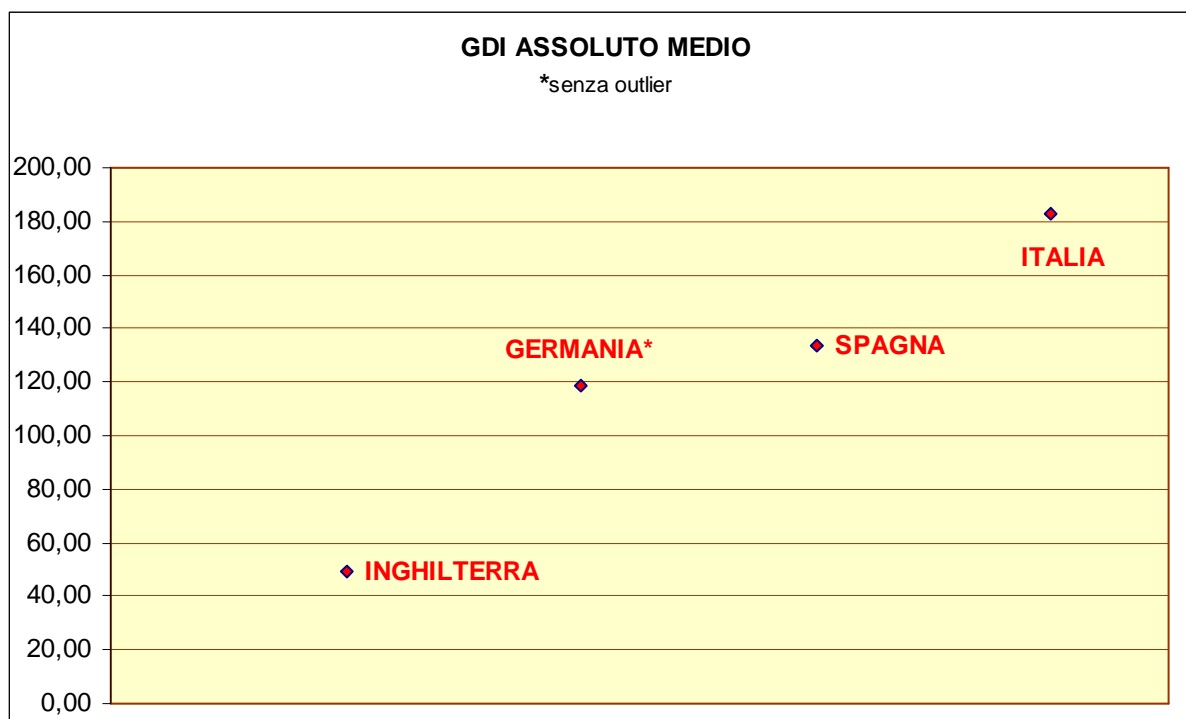 GDI ASSOLUTO MEDIO
*senza outlier
200,00
180,00
ITALIA
160,00
140,00
GERMANIA*
SPAGNA
120,00
100,00
80,00
60,00
INGHILTERRA
40,00
20,00
0,00